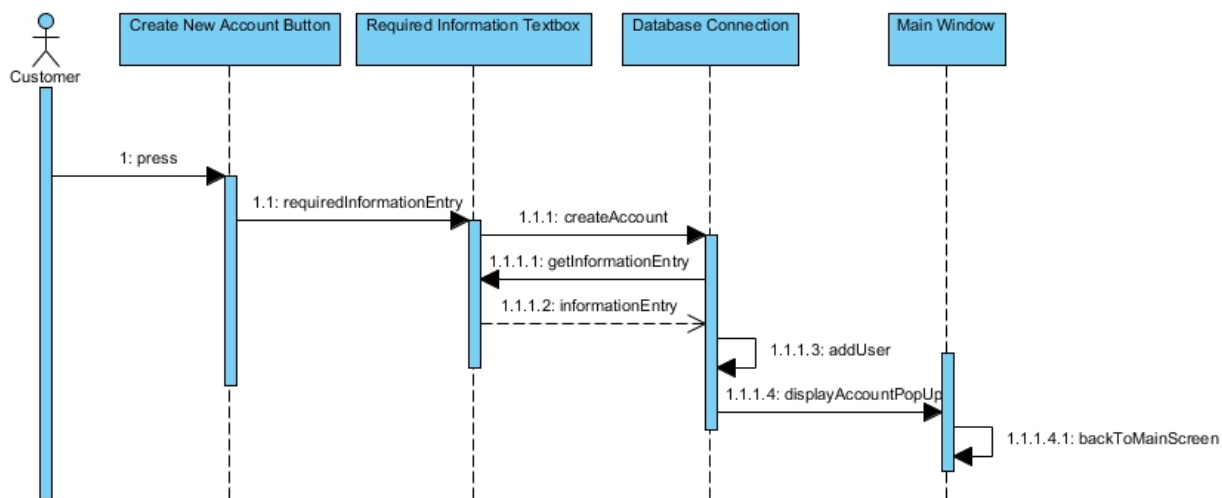 Create New Account Button
Required Information Textbox
Database Connection
Main Window
Customer
1: press
1.1: requiredInformationEntry
1.1.1: createAccount
1.1.1.1: getInformationEntry
1.1.1.2: informationEntry
1.1.1.3: addUser
1.1.1.4: displayAccountPopUp
1.1.1.4.1: backToMainScreen